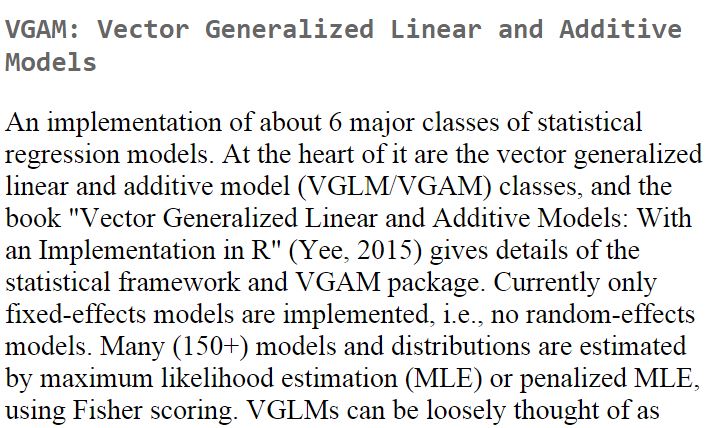 VGAM: Vector Generalized Linear and Additive
Models
An implementation of about 6 major classes of statistical
regression models. At the heart of it are the vector generalized
linear and additive model (VGLM/VGAM) classes, and the
book "Vector Generalized Linear and Additive Models: With
an Implementation in R" (Yee, 2015) gives details of the
statistical framework and VGAM package. Currently only
fixed-effects models are implemented, i.e., no random-effects
models. Many (150+) models and distributions are estimated
by maximum likelihood estimation (MLE) or penalized MLE,
using Fisher scoring. VGLMs can be loosely thought of as